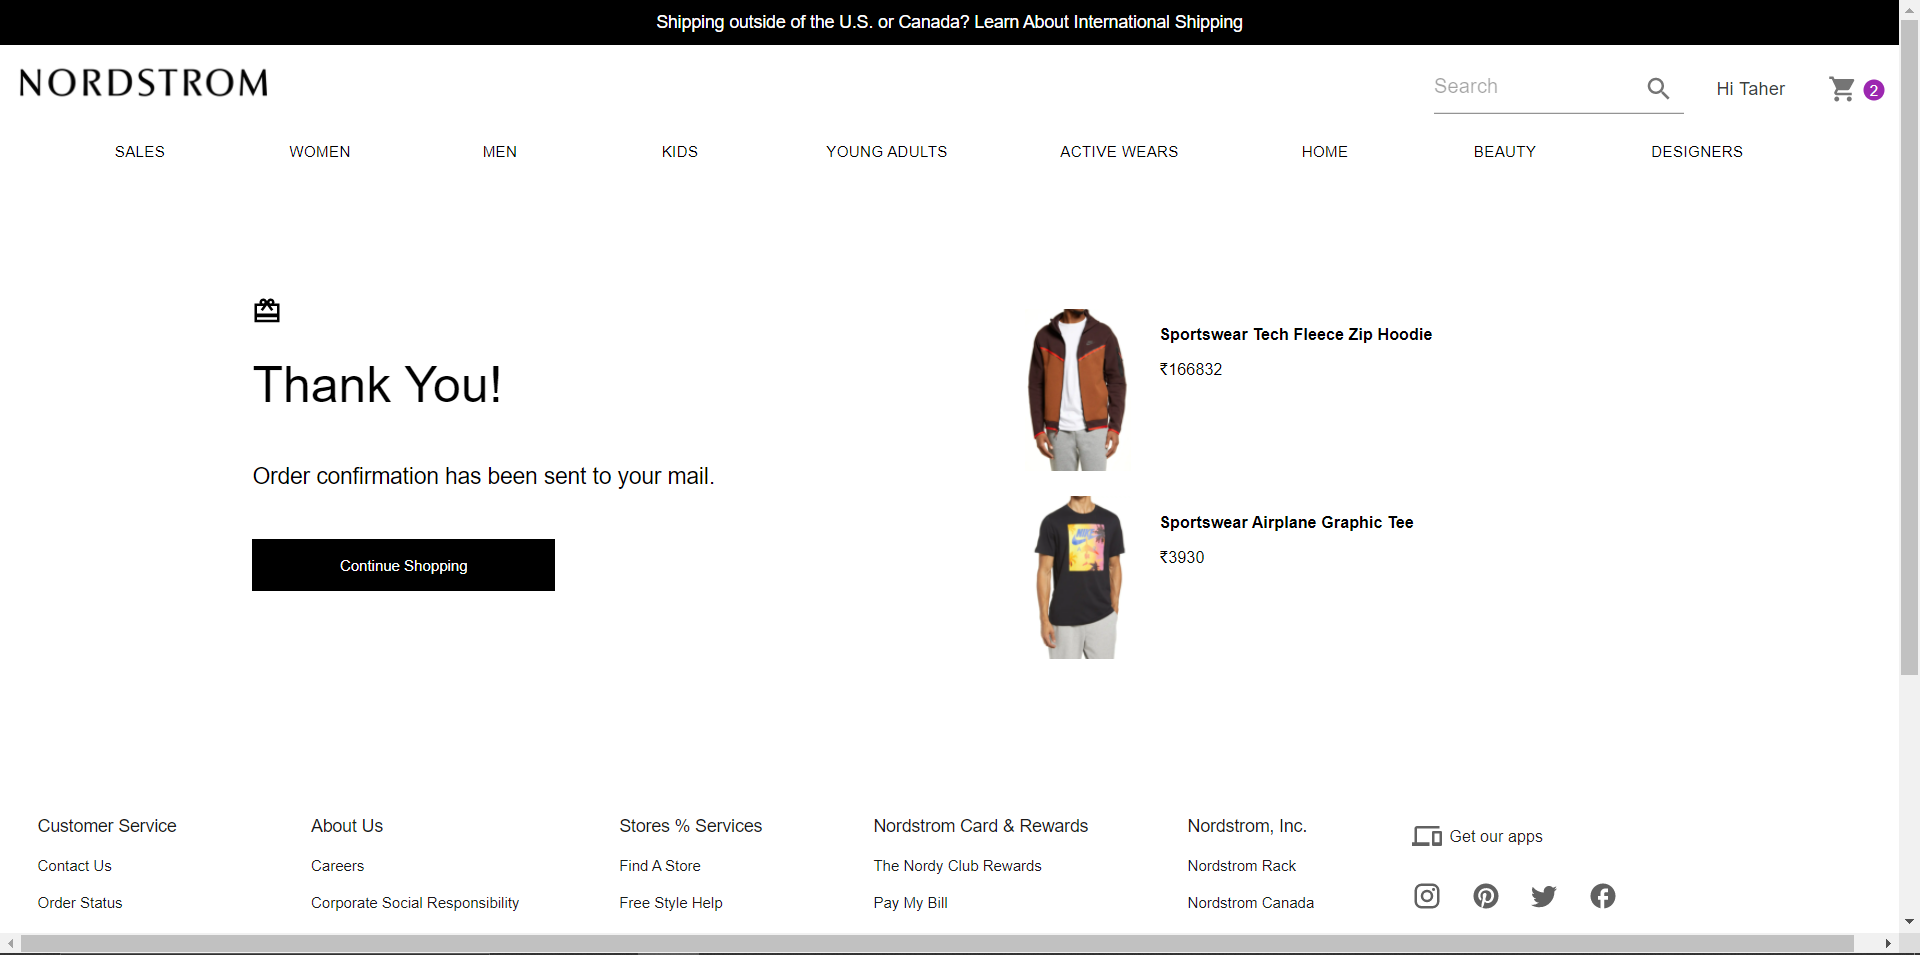 Shipping outside of the U.S. or Canada? Learn About International Shipping
NORDSTROM
Search
Hi Taher
2
SALES WOMEN MEN KIDS YOUNG ADULTS ACTIVE WEARS HOME BEAUTY DESIGNERS
Thank You!
Order confirmation has been sent to your mail.
Continue Shopping
Sportswear Tech Fleece Zip Hoodie
₹166832
NIKE
Sportswear Airplane Graphic Tee
₹3930
Customer Service
Contact Us
Order Status
About Us
Careers
Corporate Social Responsibility
Stores % Services
Find A Store
Free Style Help
Nordstrom Card & Rewards
The Nordy Club Rewards
Pay My Bill
Nordstrom, Inc.
Nordstrom Rack
Nordstrom Canada
Get our apps